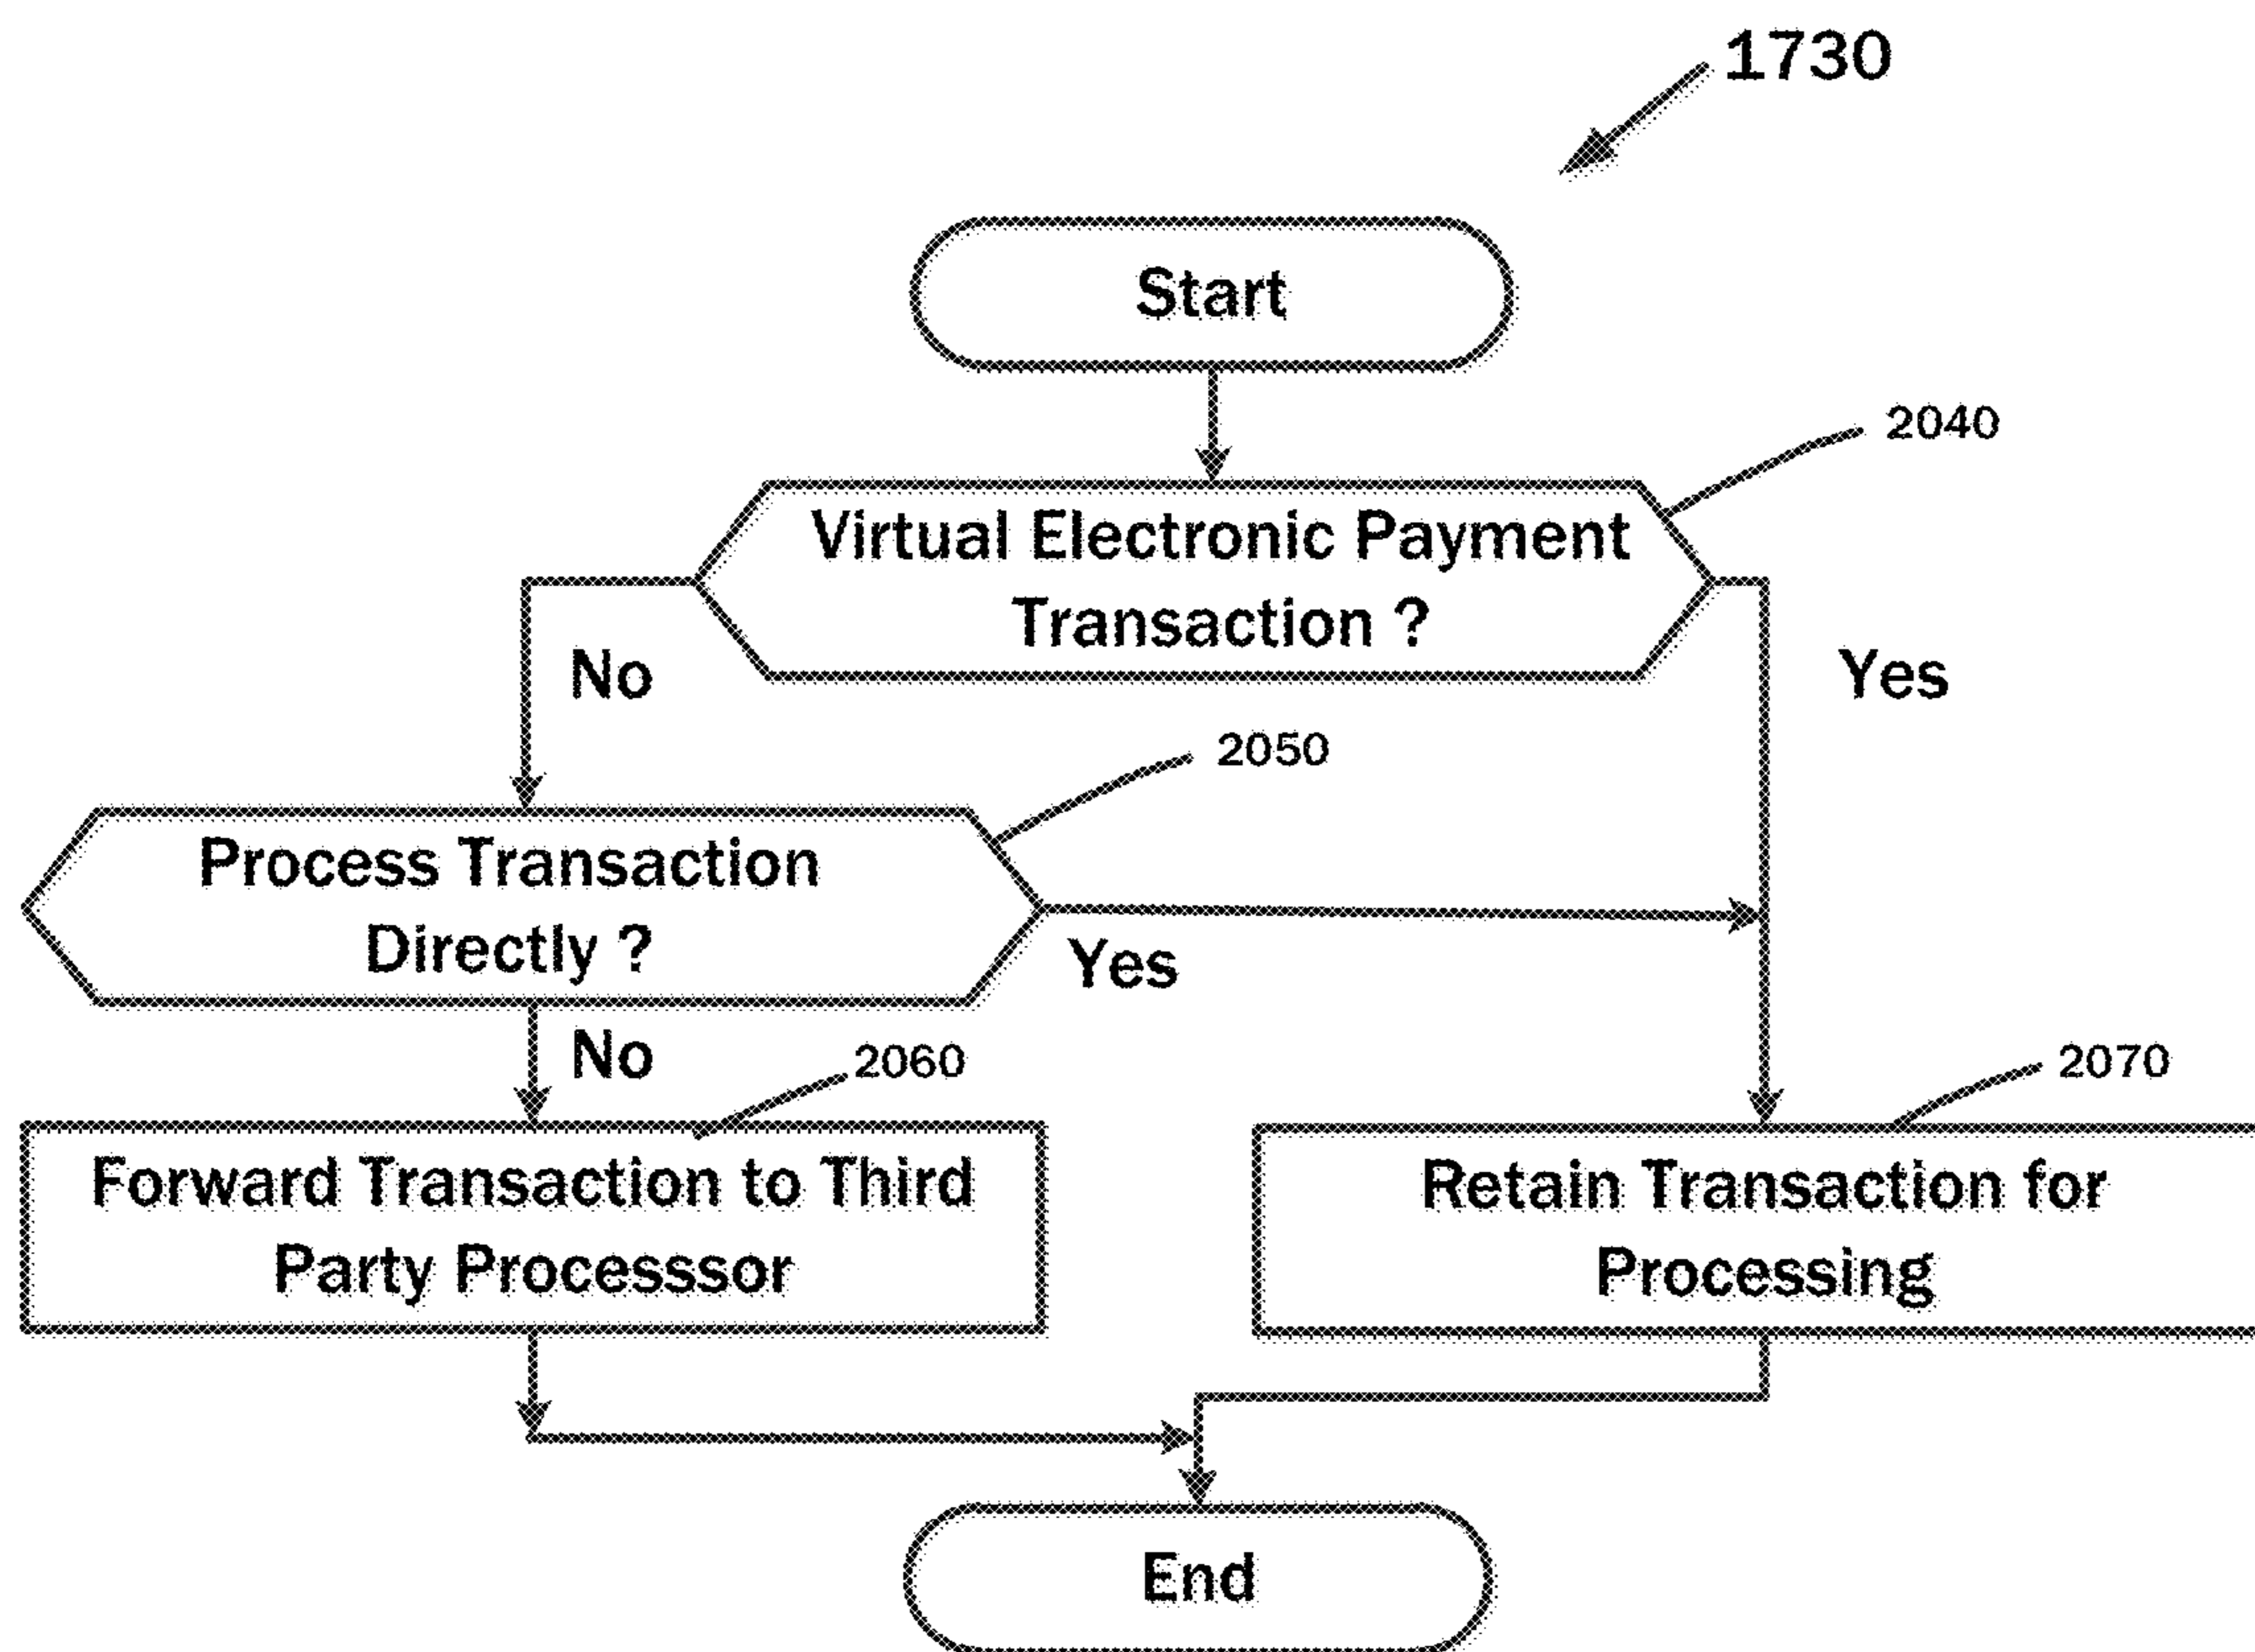 1730
Start
2040
Virtual Electronic Payment
Transaction ?
No
Yes
2050
Process Transaction
Directly ?
Yes
No
2060
2070
Forward Transaction to Third
Party Processsor
Retain Transaction for
Processing
End